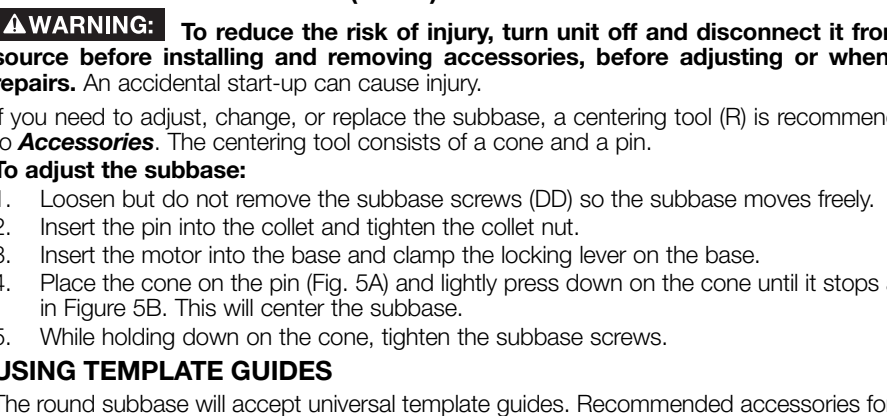 WARNING: To reduce the risk of injury, turn unit off and disconnect it from
source before installing and removing accessories, before adjusting or when
repairs. An accidental start-up can cause injury.
If you need to adjust, change, or replace the subbase, a centering tool (R) is recommend
to Accessories. The centering tool consists of a cone and a pin.
To adjust the subbase:
1. Loosen but do not remove the subbase screws (DD) so the subbase moves freely.
2. Insert the pin into the collet and tighten the collet nut.
3. Insert the motor into the base and clamp the locking lever on the base.
4. Place the cone on the pin (Fig. 5A) and lightly press down on the cone until it stops
in Figure 5B. This will center the subbase.
5. While holding down on the cone, tighten the subbase screws.
USING TEMPLATE GUIDES
The round subbase will accept universal template guides. Recommended accessories fo